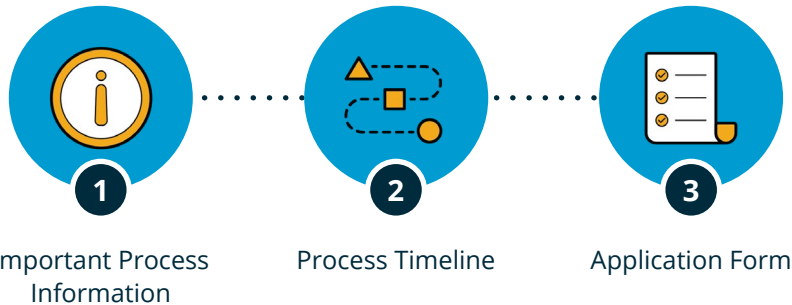 1
2
3
mportant Process
Information
Process Timeline
Application Form